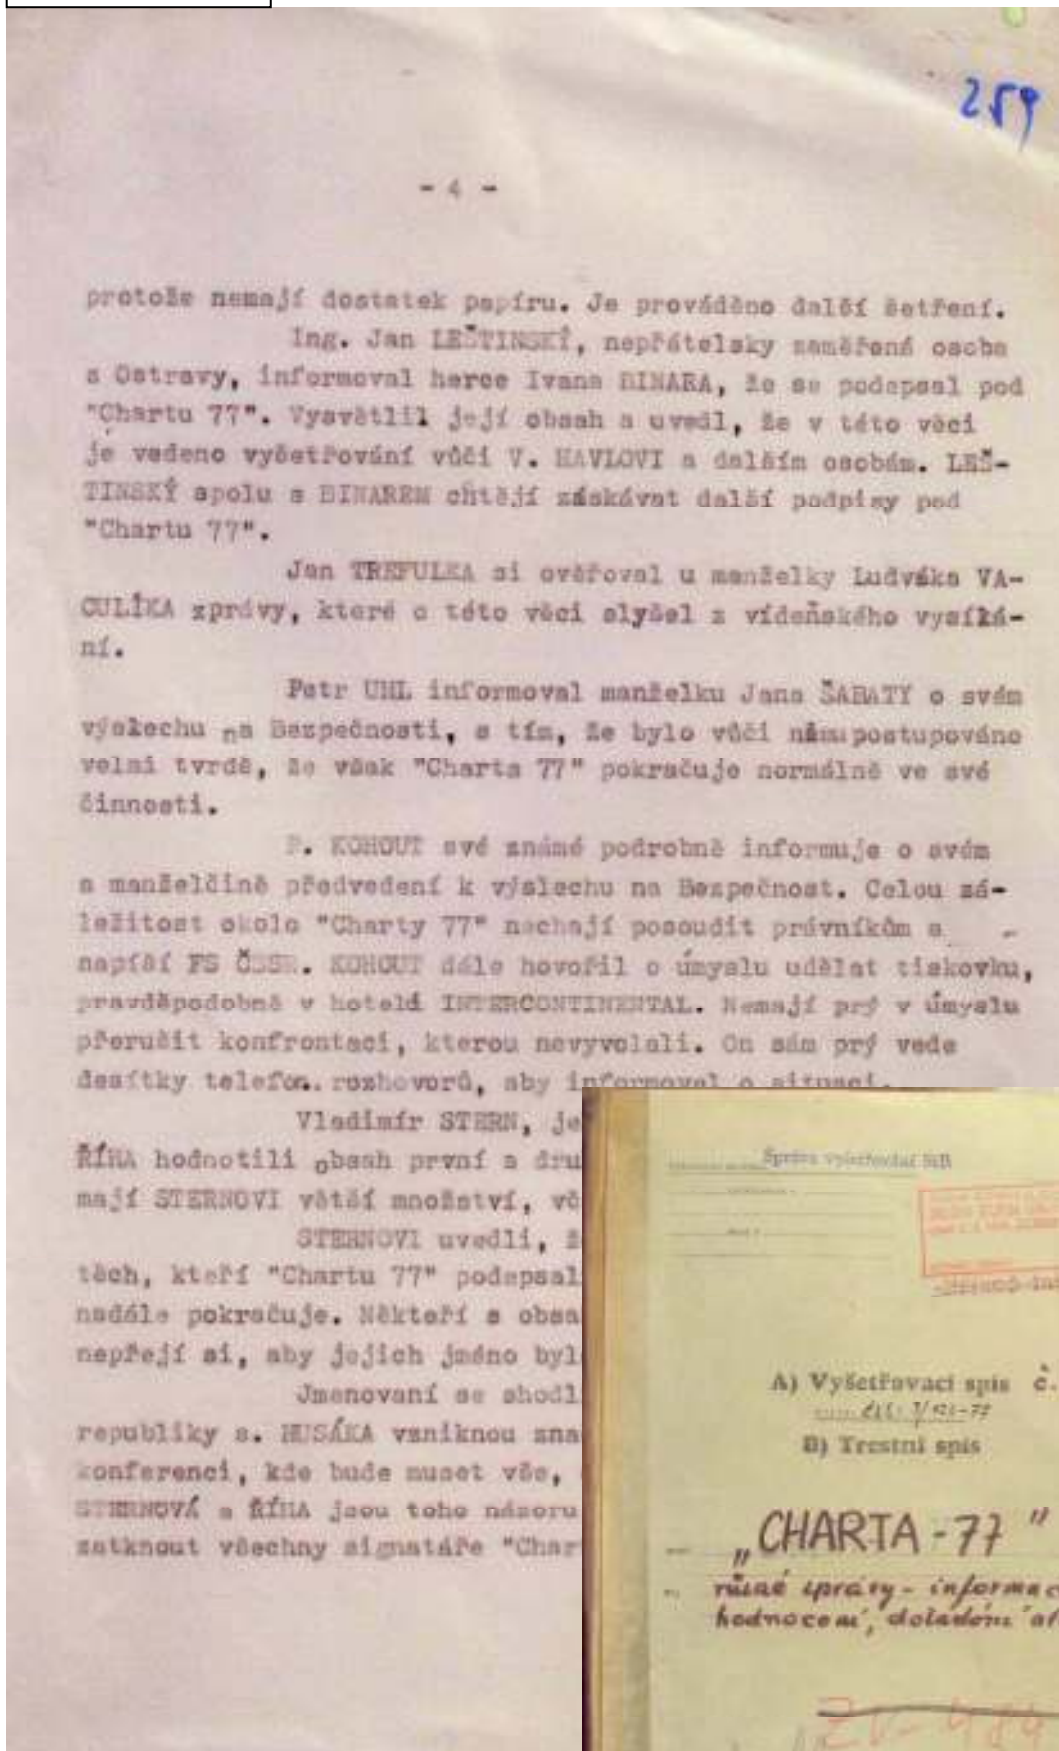 259
- 4 -
protože nemají dostatek papíru. Je prováděno další šetření.
Ing. Jan LEŠTINSKÝ, nepřátelsky zaměřená osoba
z Ostravy, informoval herce Ivana BINARA, že se podepsal pod
"Chartu 77". Vysvětlil její obsah a uvedl, že v této věci
je vedeno vyšetřování vůči V. HAVLOVI a dalším osobám. LEŠ-
TINSKÝ spolu s BINAREM chtějí získávat další podpisy pod
"Chartu 77".
Jan TREFULKA si ověřoval u manželky Ludvíka VA-
CULÍKA zprávy, které o této věci slyšel z vídeňského vysílá-
ní.
Petr UHL informoval manželku Jana ŠABATY o svém
výslechu na Bezpečnosti, s tím, že bylo vůči němu postupováno
velmi tvrdě, že však "Charta 77" pokračuje normálně ve své
činnosti.
P. KOHOUT své známé podrobně informuje o svém
a manželčině předvedení k výslechu na Bezpečnost. Celou zá-
ležitost okolo "Charty 77" nechají posoudit právníkům a
napíší FS ČSSR. KOHOUT dále hovořil o úmyslu udělat tiskovku,
pravděpodobně v hotelu INTERCONTINENTAL. Nemají prý v úmyslu
přerušit konfrontaci, kterou nevyvolali. On sám prý vede
desítky telefon. rozhovorů, aby informoval o situaci.
Vladimír STERN, je
ŘÍHA hodnotili obsah první a dru
mají STERNOVI větší množství, vč
STERNOVI uvedli, ž
těch, kteří "Chartu 77" podepsal
nadále pokračuje. Někteří s obsa
nepřejí si, aby jejich jméno byl
Jmenovaní se shodl
republiky s. HUSÁKA vzniknou zna
konferenci, kde bude muset vše,
STERNOVÁ a ŘÍHA jsou toho názoru
zatknout všechny signatáře "Char
Správa vyšetřování StB
A) Vyšetřovací spis č.
B) Trestní spis
„CHARTA - 77"
různé zprávy - informac
hodnocení,